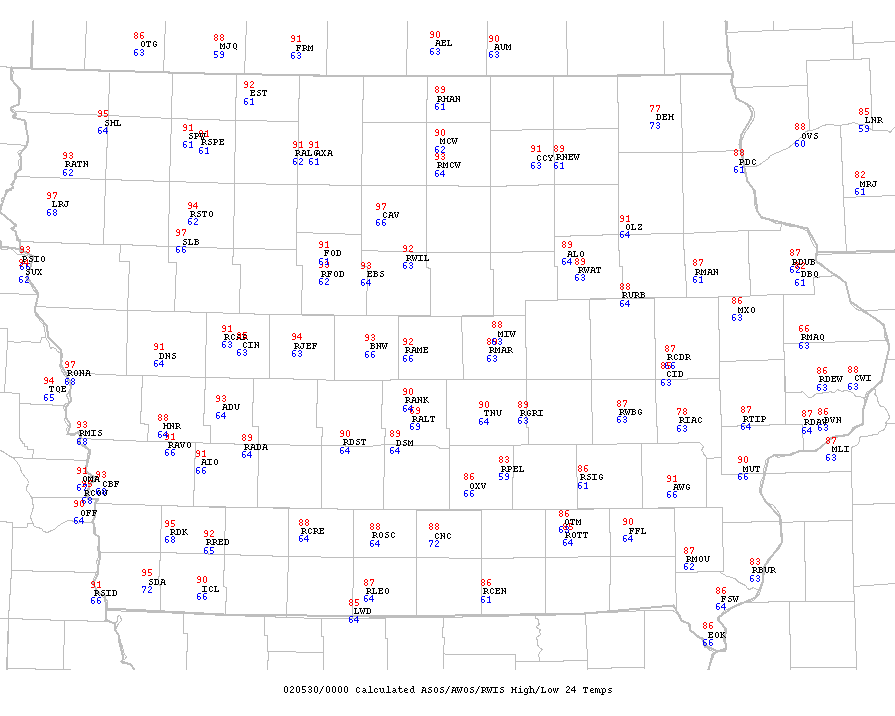 86
OTG
63
88
MJQ
59
91
FRM
63
90
AEL
63
90
AUM
63
92
EST
61
89
RHAN
61
77
DEH
73
85
LNR
59
95
SHL
64
91
SPW
61
RSPE
61
90
MCW
62
93
RMCW
64
88
OVS
60
93
RATN
62
91
RALG
62
91
AXA
61
91
CCY
63
89
RNEW
61
88
PDC
61
82
MRJ
61
97
LRJ
68
94
RSTO
62
97
CAV
66
91
OLZ
64
97
SLB
66
93
RSIO
SUX
62
91
FOD
61
RFOD
62
93
EBS
64
92
RWIL
63
89
ALO
64
89
RWAT
63
87
RMAN
61
87
RDUB
62
DBQ
61
88
RURB
64
86
MXO
63
91
RCAR
63
CIN
63
94
RJEF
63
93
BNW
66
92
RAME
66
88
MIW
63
RMAR
63
66
RMAQ
63
91
DNS
64
87
RCDR
66
CID
63
97
RONA
68
94
TQE
65
86
RDEW
63
88
CWI
63
93
ADU
64
90
RANK
64
69
RALT
69
90
TNU
64
89
RGRI
63
87
RWBG
63
78
RIAC
63
87
RTIP
64
87
RDAV
64
86
DVN
63
93
RMIS
68
88
HNR
64
91
RAVO
66
89
RADA
64
90
RDST
64
89
DSM
64
87
MLI
63
91
AIO
66
83
RPEL
59
86
OXV
66
86
RSIG
61
91
AWG
66
90
MUT
66
91
OMA
93
CBF
68
RCOU
68
90
OFF
64
95
RDK
68
92
RRED
65
88
RCRE
64
88
ROSC
64
88
CNC
72
86
OTM
ROTT
64
90
FFL
64
87
RMOU
62
83
RBUR
63
91
RSID
66
95
SDA
72
90
ICL
66
87
RLEO
64
86
RCEN
61
85
LWD
64
86
FSW
64
86
EOK
66
020530/0000 Calculated ASOS/AWOS/RWIS High/Low 24 Temps